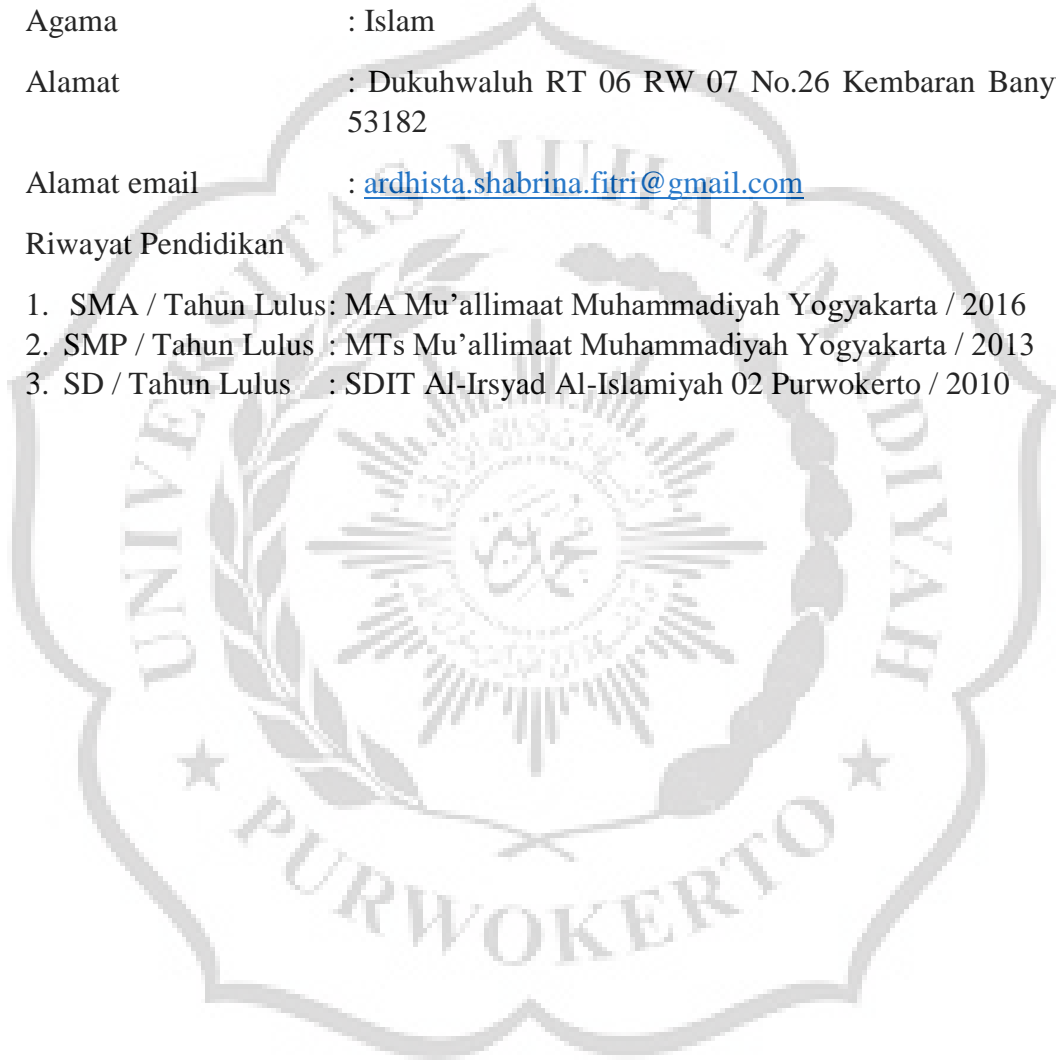 Agama : Islam
Alamat : Dukuhwaluh RT 06 RW 07 No.26 Kembaran Bany
53182
Alamat email : ardhista.shabrina.fitri@gmail.com
Riwayat Pendidikan
1. SMA / Tahun Lulus: MA Mu’allimaat Muhammadiyah Yogyakarta / 2016
2. SMP / Tahun Lulus : MTs Mu’allimaat Muhammadiyah Yogyakarta / 2013
3. SD / Tahun Lulus : SDIT Al-Irsyad Al-Islamiyah 02 Purwokerto / 2010
UNIVERSITAS MUHAMMADIYAH
PURWOKERTO